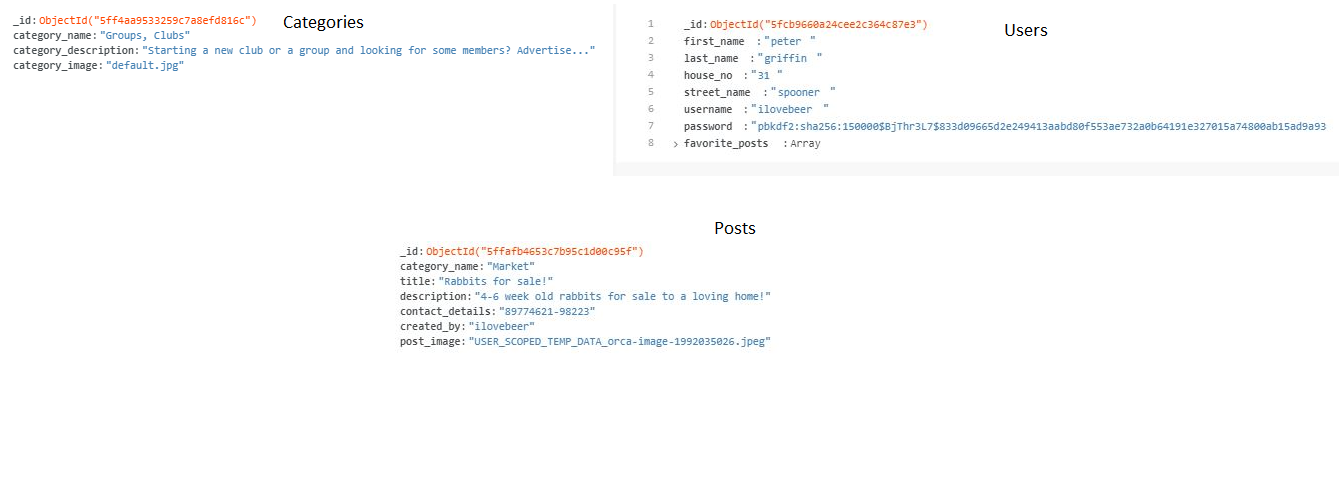 Categories
_id:ObjectId("5ff4aa9533259c7a8efd816c")
category_name:"Groups, Clubs"
category_description:"Starting a new club or a group and looking for some members? Advertise..."
category_image:"default.jpg"
Users
1 _id:ObjectId("5fcb9660a24cee2c364c87e3")
2 first_name :"peter "
3 last_name :"griffin "
4 house_no :"31 "
5 street_name :"spooner "
6 username :"ilovebeer "
7 password :"pbkdf2:sha256:150000$BjThr3L7$833d09665d2e249413aabd80f553ae732a0b64191e327015a74800ab15ad9a93
8 > favorite_posts :Array
Posts
_id:ObjectId("5ffafb4653c7b95c1d00c95f")
category_name:"Market"
title:"Rabbits for sale!"
description:"4-6 week old rabbits for sale to a loving home!"
contact_details:"89774621-98223"
created_by:"ilovebeer"
post_image:"USER_SCOPED_TEMP_DATA_orca-image-1992035026.jpeg"